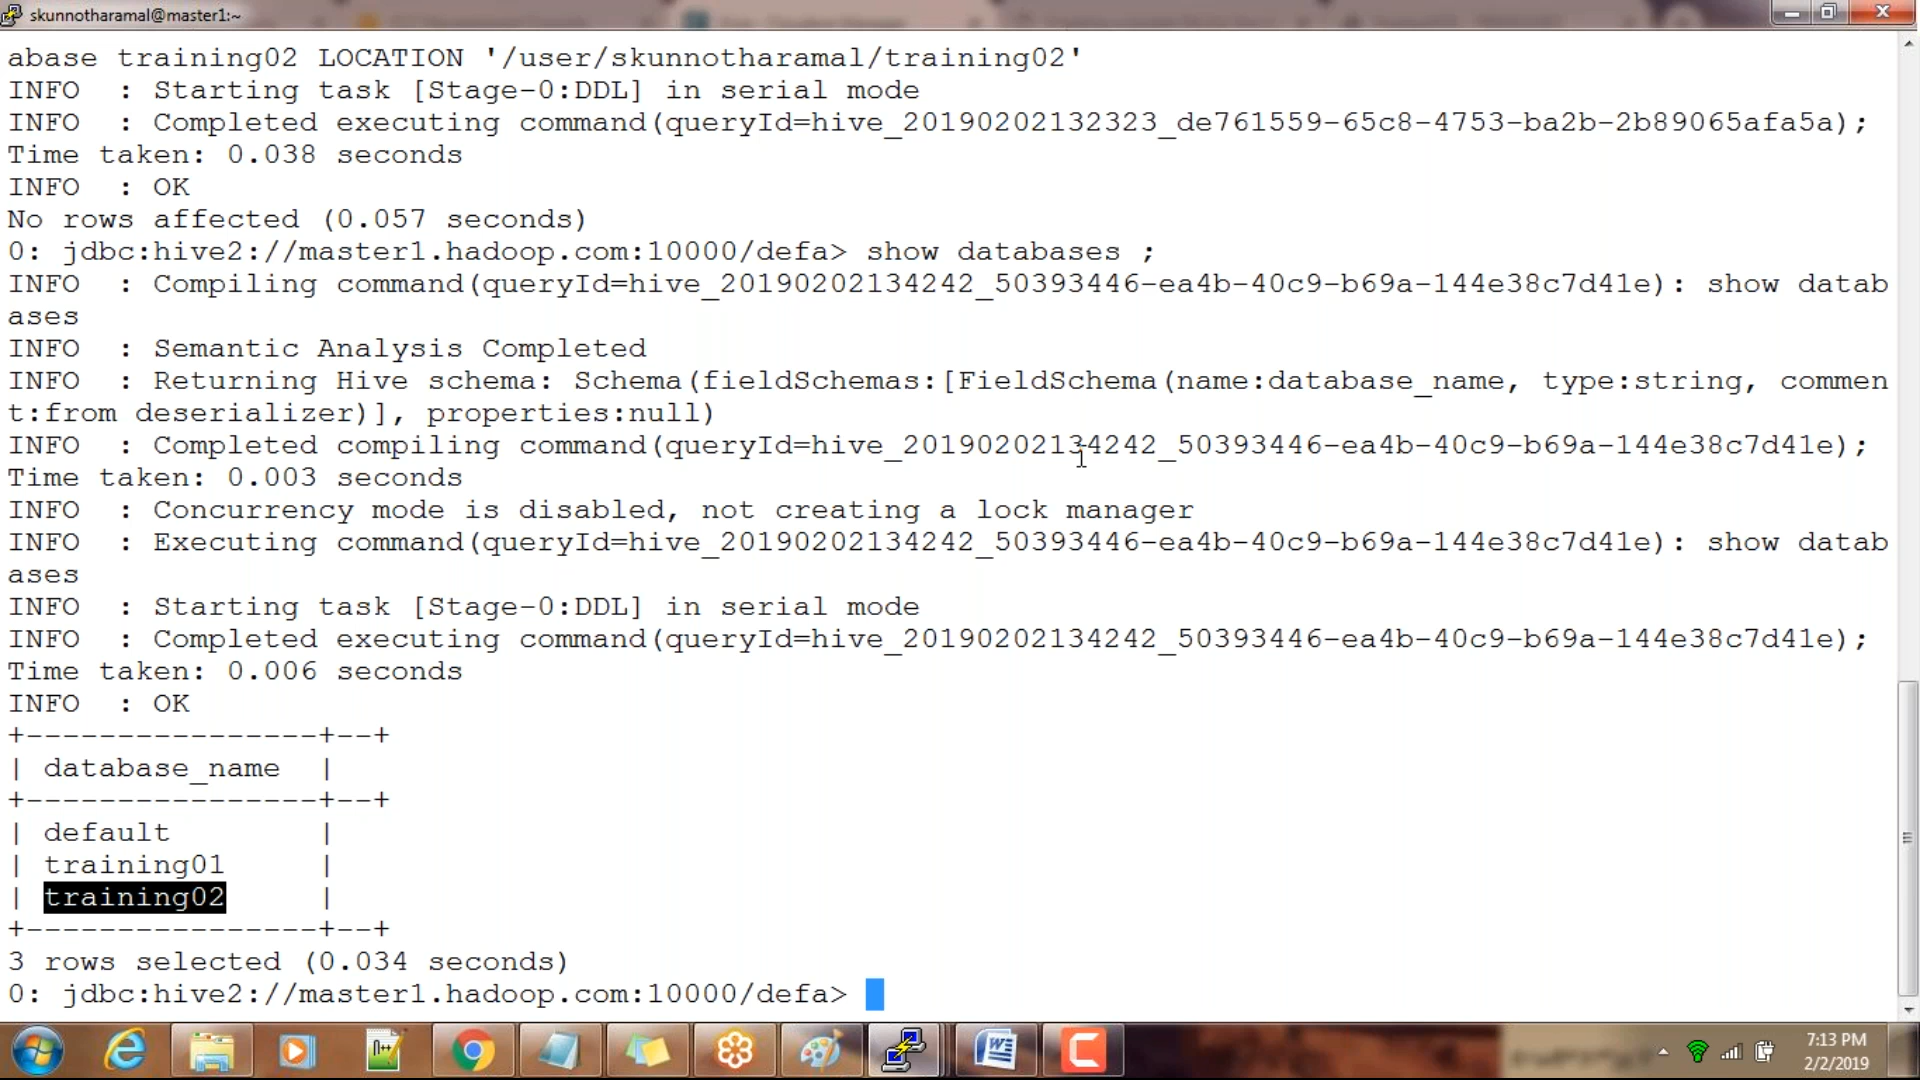 skunnotharamal@master1:~
abase training02 LOCATION '/user/skunnotharamal/training02'
INFO  : Starting task [Stage-0:DDL] in serial mode
INFO  : Completed executing command(queryId=hive_20190202132323_de761559-65c8-4753-ba2b-2b89065afa5a);
Time taken: 0.038 seconds
INFO  : OK
No rows affected (0.057 seconds)
0: jdbc:hive2://master1.hadoop.com:10000/defa> show databases ;
INFO  : Compiling command(queryId=hive_20190202134242_50393446-ea4b-40c9-b69a-144e38c7d41e): show datab
ases
INFO  : Semantic Analysis Completed
INFO  : Returning Hive schema: Schema(fieldSchemas:[FieldSchema(name:database_name, type:string, commen
t:from deserializer)], properties:null)
INFO  : Completed compiling command(queryId=hive_20190202134242_50393446-ea4b-40c9-b69a-144e38c7d41e);
Time taken: 0.003 seconds
INFO  : Concurrency mode is disabled, not creating a lock manager
INFO  : Executing command(queryId=hive_20190202134242_50393446-ea4b-40c9-b69a-144e38c7d41e): show datab
ases
INFO  : Starting task [Stage-0:DDL] in serial mode
INFO  : Completed executing command(queryId=hive_20190202134242_50393446-ea4b-40c9-b69a-144e38c7d41e);
Time taken: 0.006 seconds
INFO  : OK
+----------------+--+
| database_name  |
+----------------+--+
| default        |
| training01     |
| training02     |
+----------------+--+
3 rows selected (0.034 seconds)
0: jdbc:hive2://master1.hadoop.com:10000/defa>
7:13 PM
2/2/2019